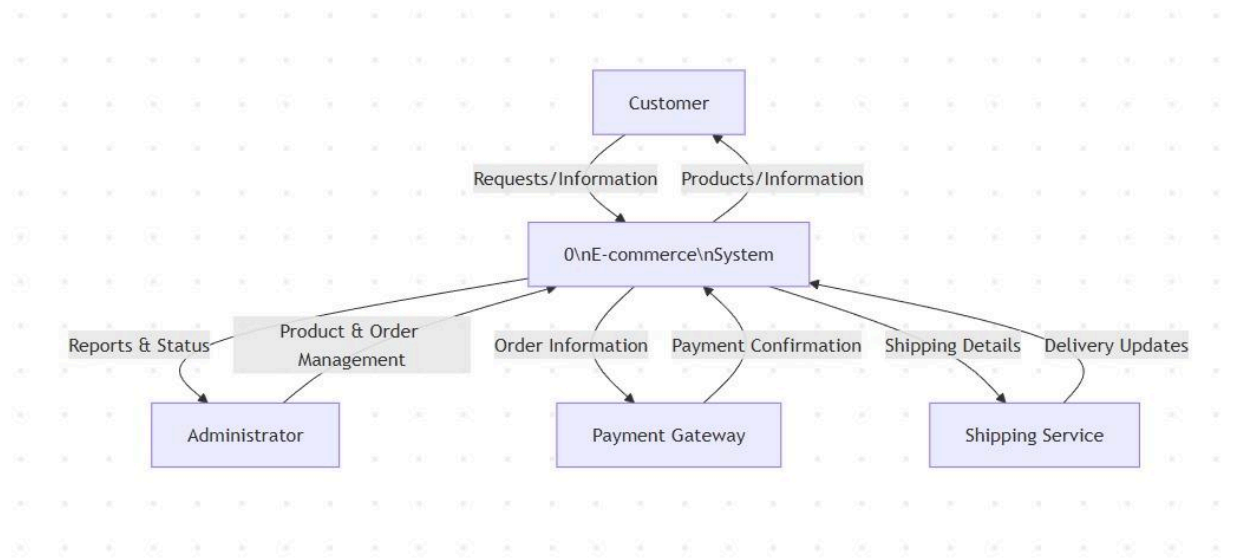 Customer
Requests/Information
Products/Information
0\nE-commerce\nSystem
Reports & Status
Product & Order
Management
Order Information
Payment Confirmation
Shipping Details
Delivery Updates
Administrator
Payment Gateway
Shipping Service